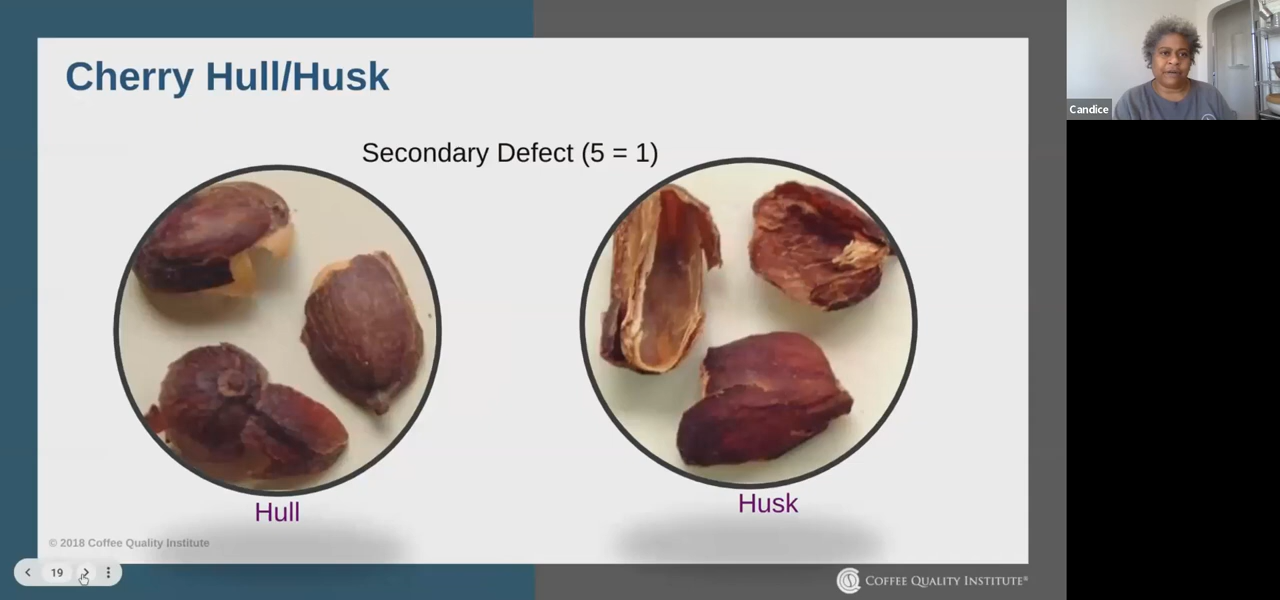 Cherry Hull/Husk
Secondary Defect (5 = 1)
Hull
Husk
© 2018 Coffee Quality Institute
19
COFFEE QUALITY INSTITUTE®
Candice